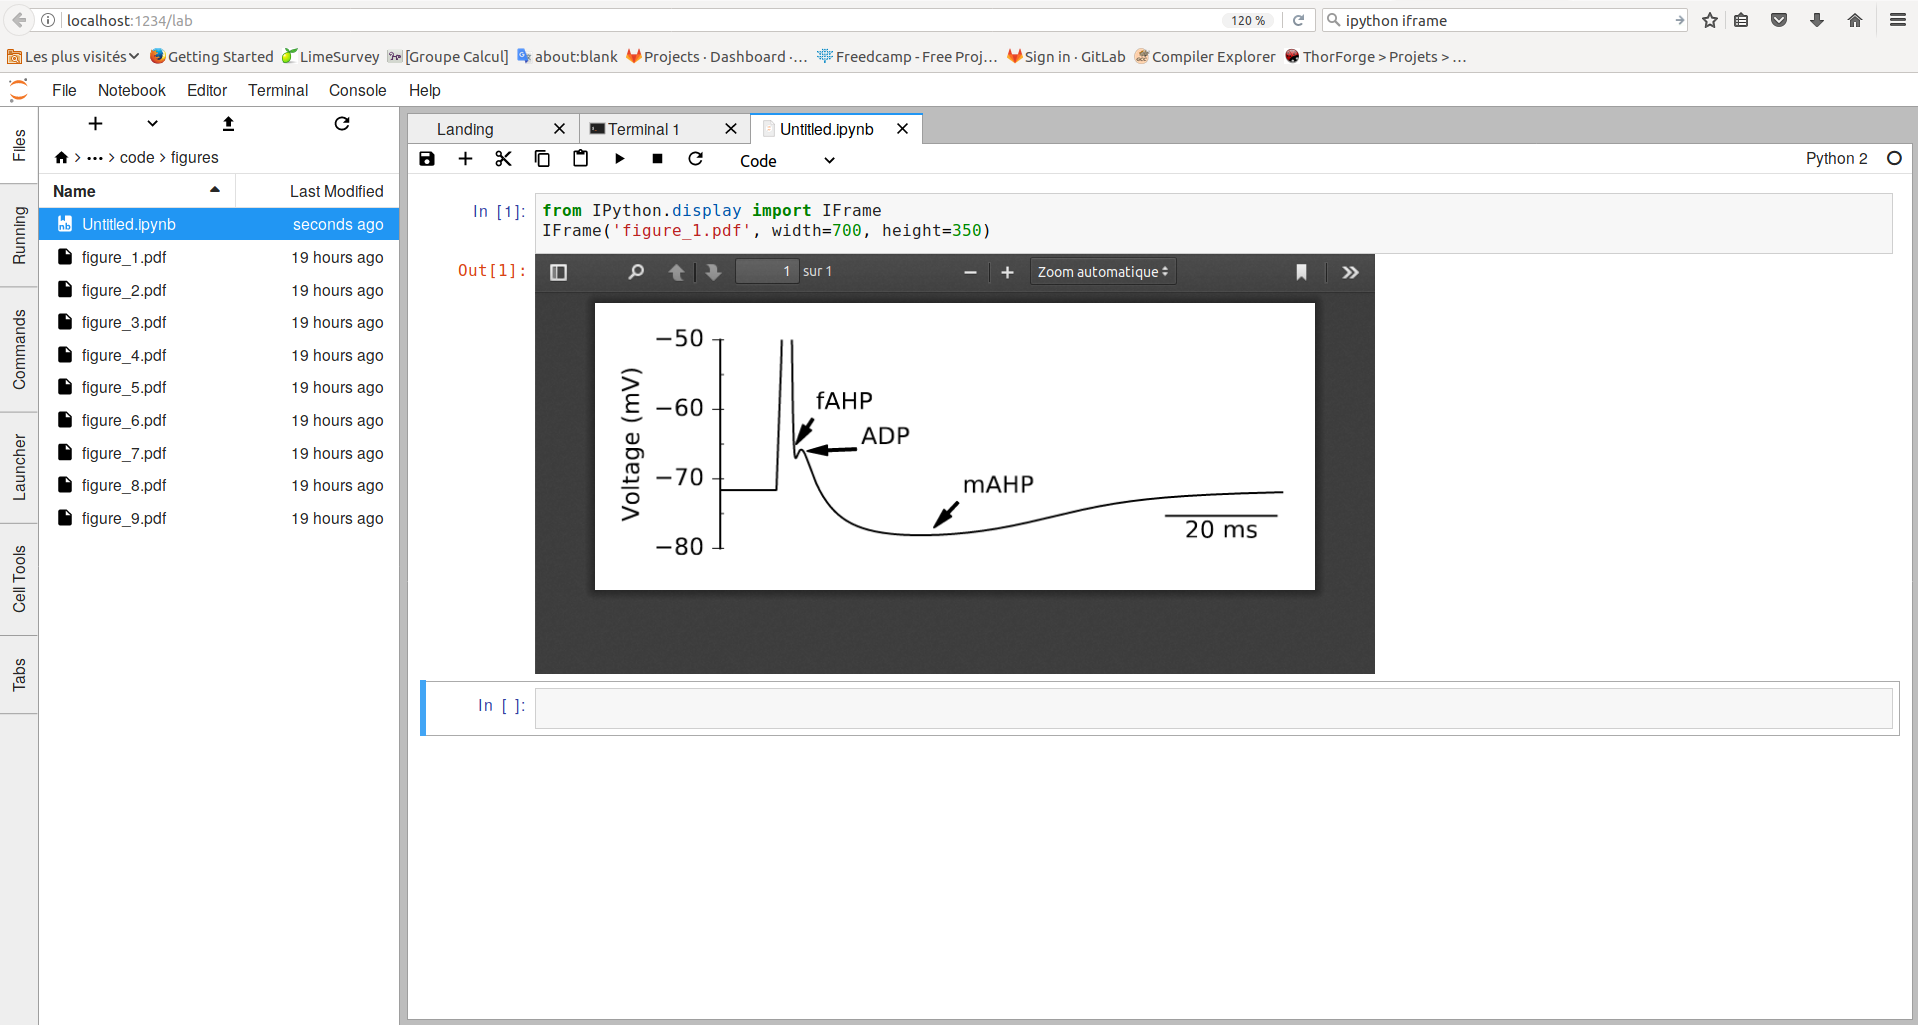 localhost:1234/lab
120 %
ipython iframe
Les plus visités
Getting Started
LimeSurvey
[Groupe Calcul]
about:blank
Projects · Dashboard ·...
Freedcamp - Free Proj...
Sign in · GitLab
Compiler Explorer
ThorForge > Projets > ...
File Notebook Editor Terminal Console Help
Files
Running
Commands
Launcher
Cell Tools
Tabs
... > code > figures
Name Last Modified
Untitled.ipynb seconds ago
figure_1.pdf 19 hours ago
figure_2.pdf 19 hours ago
figure_3.pdf 19 hours ago
figure_4.pdf 19 hours ago
figure_5.pdf 19 hours ago
figure_6.pdf 19 hours ago
figure_7.pdf 19 hours ago
figure_8.pdf 19 hours ago
figure_9.pdf 19 hours ago
Landing
Terminal 1
Untitled.ipynb
Code
Python 2
In [1]:
from IPython.display import IFrame
IFrame('figure_1.pdf', width=700, height=350)
Out[1]:
1 sur 1
Zoom automatique
Voltage (mV)
−50
−60
−70
−80
fAHP
ADP
mAHP
20 ms
In [ ]: